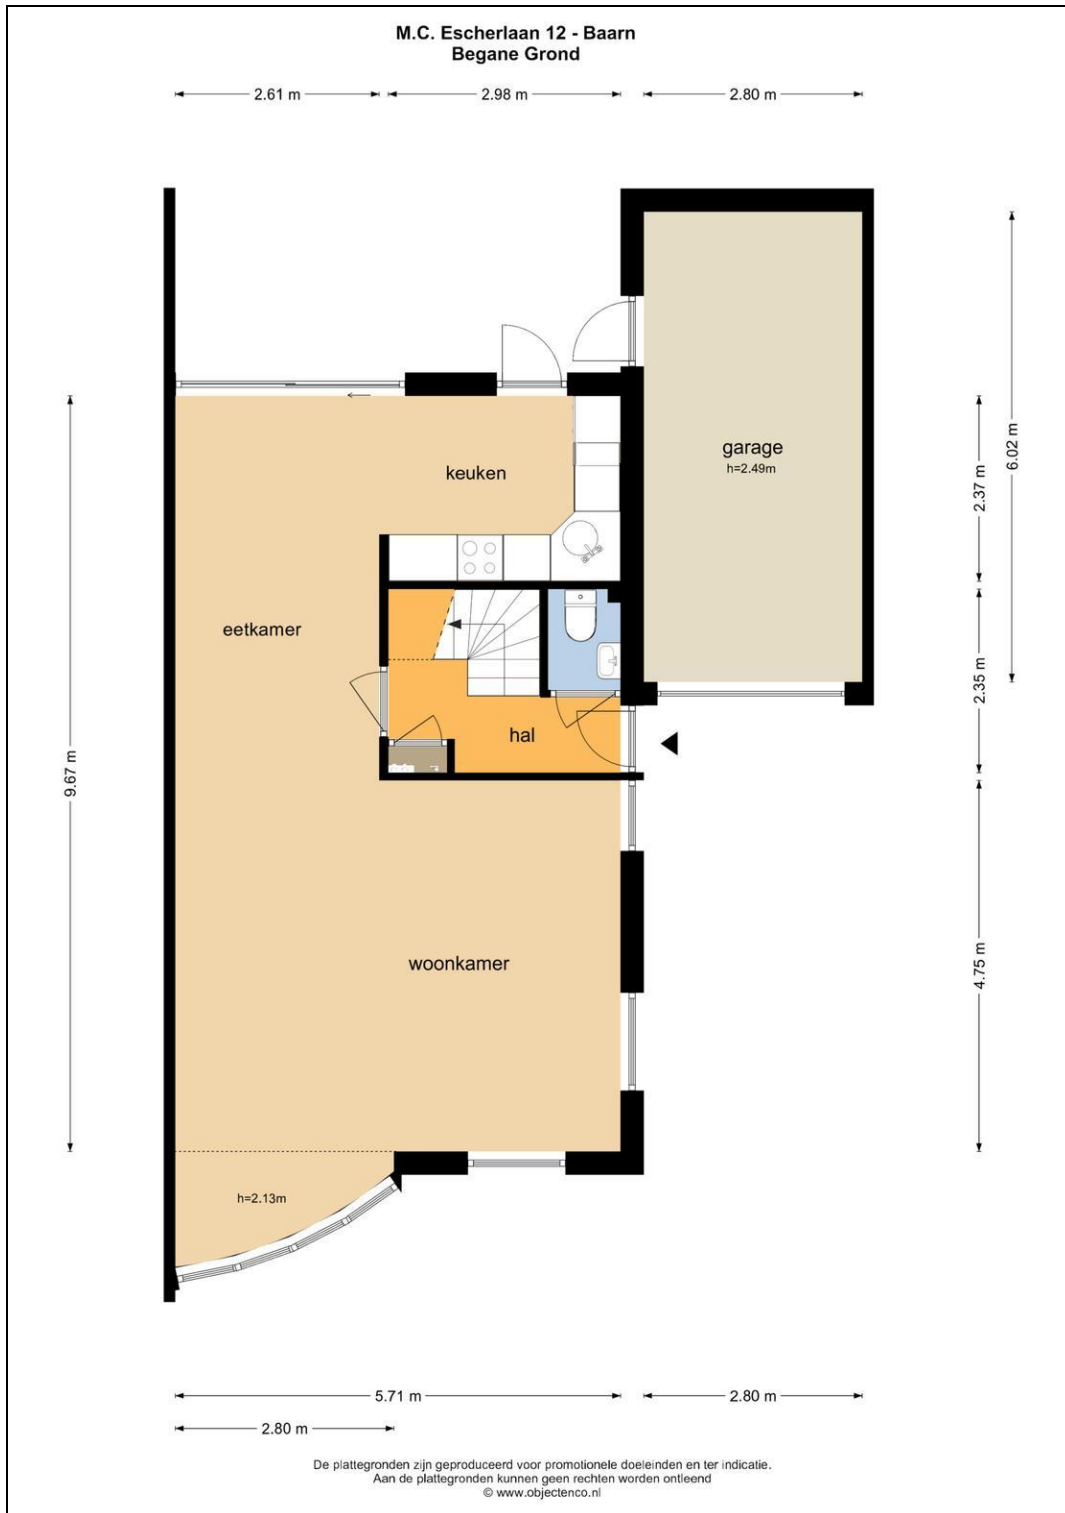 M.C. Escherlaan 12 - Baarn
Begane Grond
2.61 m
2.98 m
2.80 m
6.02 m
2.37 m
2.35 m
4.75 m
9.67 m
garage
h=2.49m
keuken
eetkamer
hal
woonkamer
h=2.13m
5.71 m
2.80 m
2.80 m
De plattegronden zijn geproduceerd voor promotionele doeleinden en ter indicatie.
Aan de plattegronden kunnen geen rechten worden ontleend
© www.objectenco.nl